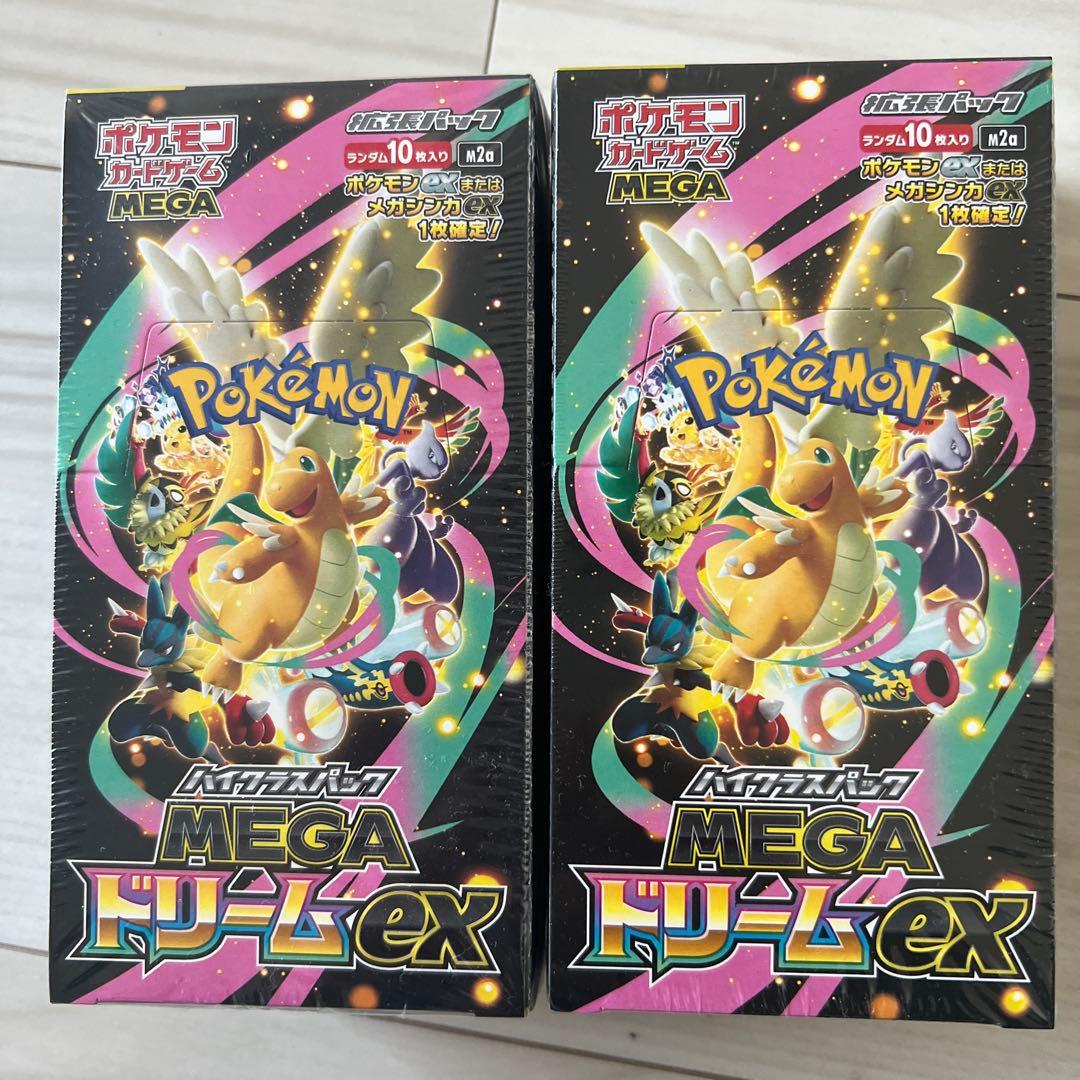 ポケモン
カードゲーム™
MEGA
拡張パック
ランダム10枚入り
M2a
ポケモンexまたは
メガシンカex
1枚確定!
POKéMON™
ハイクラスパック
MEGA
ドリームex
ポケモン
カードゲーム™
MEGA
拡張パック
ランダム10枚入り
M2a
ポケモンexまたは
メガシンカex
1枚確定!
POKéMON™
ハイクラスパック
MEGA
ドリームex